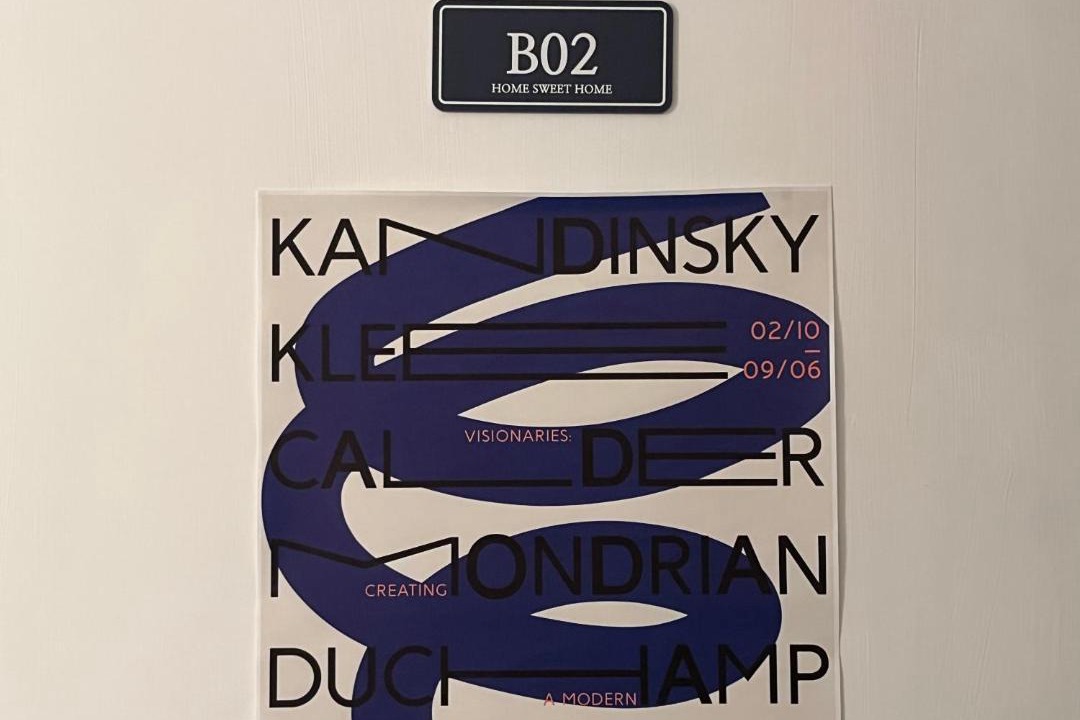 B02
HOME SWEET HOME
KANDINSKY
KLEE
02/10
–
09/06
VISIONARIES:
CALDER
MONDRIAN
CREATING
DUCHAMP
A MODERN